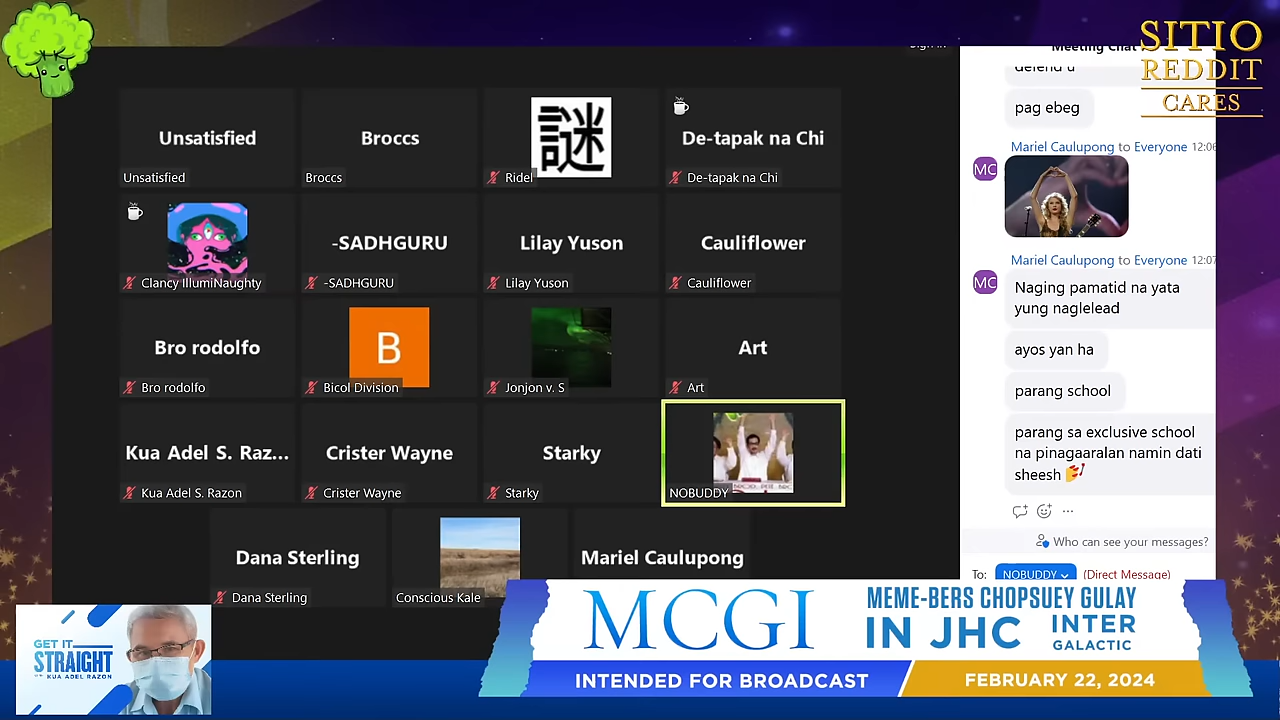 Sign in
Meeting Chat
SITIO
REDDIT
CARES
defend u
pag ebeg
Unsatisfied
Unsatisfied
Broccs
Broccs
謎
Ridel
De-tapak na Chi
De-tapak na Chi
Mariel Caulupong to Everyone 12:06
MC
Clancy IllumiNaughty
-SADHGURU
-SADHGURU
Lilay Yuson
Lilay Yuson
Cauliflower
Cauliflower
Mariel Caulupong to Everyone 12:07
MC
Naging pamatid na yata
yung naglelead
ayos yan ha
parang school
parang sa exclusive school
na pinagaaralan namin dati
sheesh
Bro rodolfo
Bro rodolfo
B
Bicol Division
Jonjon v. S
Art
Art
Kua Adel S. Raz...
Kua Adel S. Razon
Crister Wayne
Crister Wayne
Starky
Starky
NOBUDDY
Dana Sterling
Dana Sterling
Conscious Kale
Mariel Caulupong
Who can see your messages?
To: NOBUDDY (Direct Message)
GET IT
STRAIGHT
KUA ADEL RAZON
MCGI
MEME-BERS CHOPSUEY GULAY
IN JHC INTER
GALACTIC
INTENDED FOR BROADCAST
FEBRUARY 22, 2024